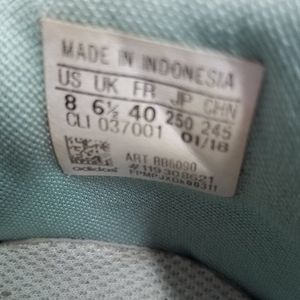 MADE IN INDONESIA
US UK FR JP CHN
8 6½ 40 250 245
CLI 037001 01/18
ART BB6090
#119308621
adidas